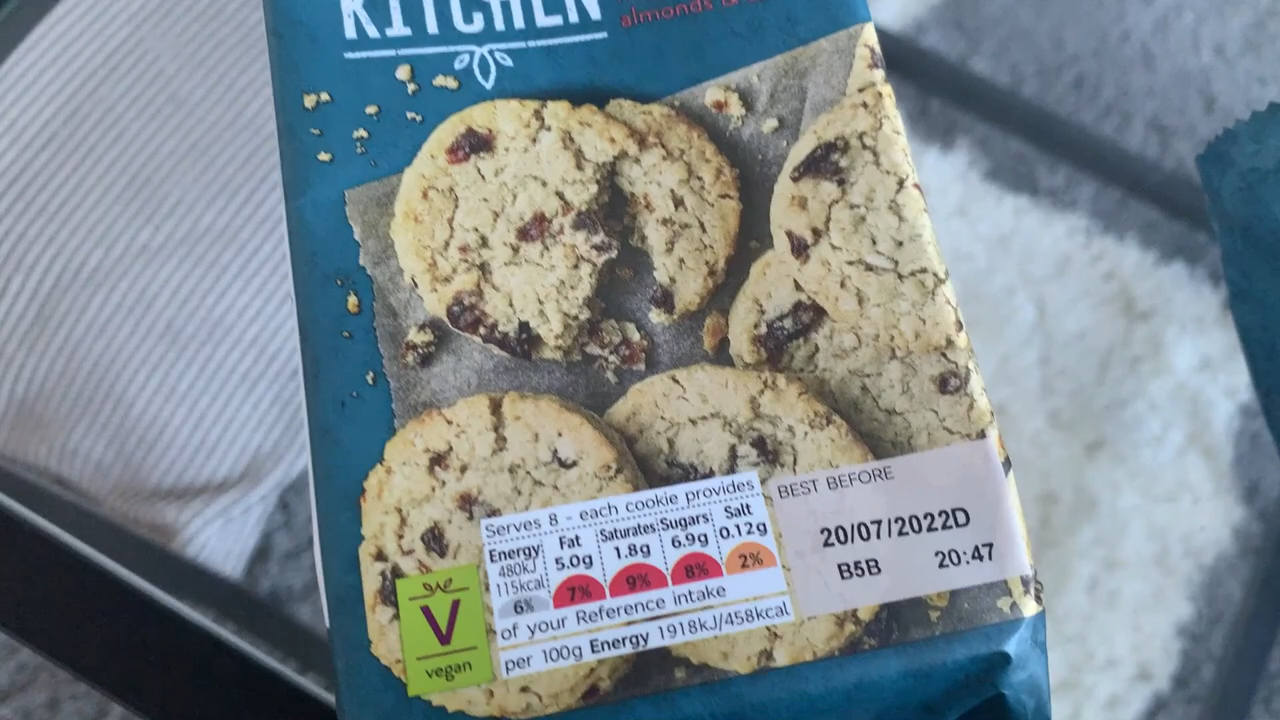 KITCHEN
almonds &
Serves 8 - each cookie provides
Energy Fat Saturates Sugars Salt
480kJ 5.0g 1.8g 6.9g 0.12g
115kcal
6% 7% 9% 8% 2%
of your Reference intake
per 100g Energy 1918kJ/458kcal
BEST BEFORE
20/07/2022D
B5B 20:47
V
vegan